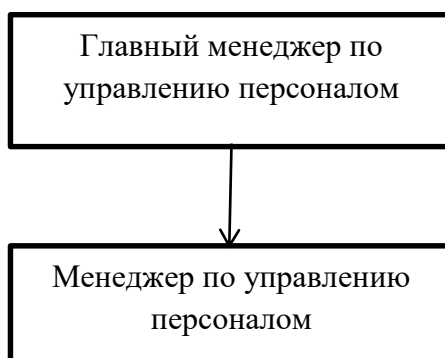 Главный менеджер по
управлению персоналом
Менеджер по управлению
персоналом